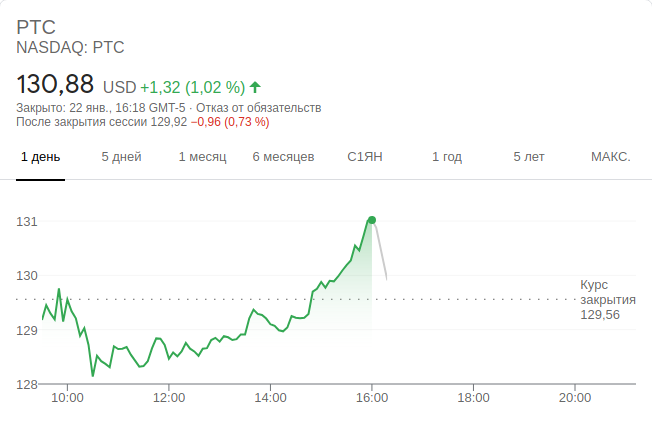 PTC
NASDAQ: PTC
130,88 USD +1,32 (1,02 %)
Закрыто: 22 янв., 16:18 GMT-5 · Отказ от обязательств
После закрытия сессии 129,92 −0,96 (0,73 %)
1 день 5 дней 1 месяц 6 месяцев С1ЯН 1 год 5 лет МАКС.
131
130
Курс
закрытия
129,56
129
128
10:00 12:00 14:00 16:00 18:00 20:00